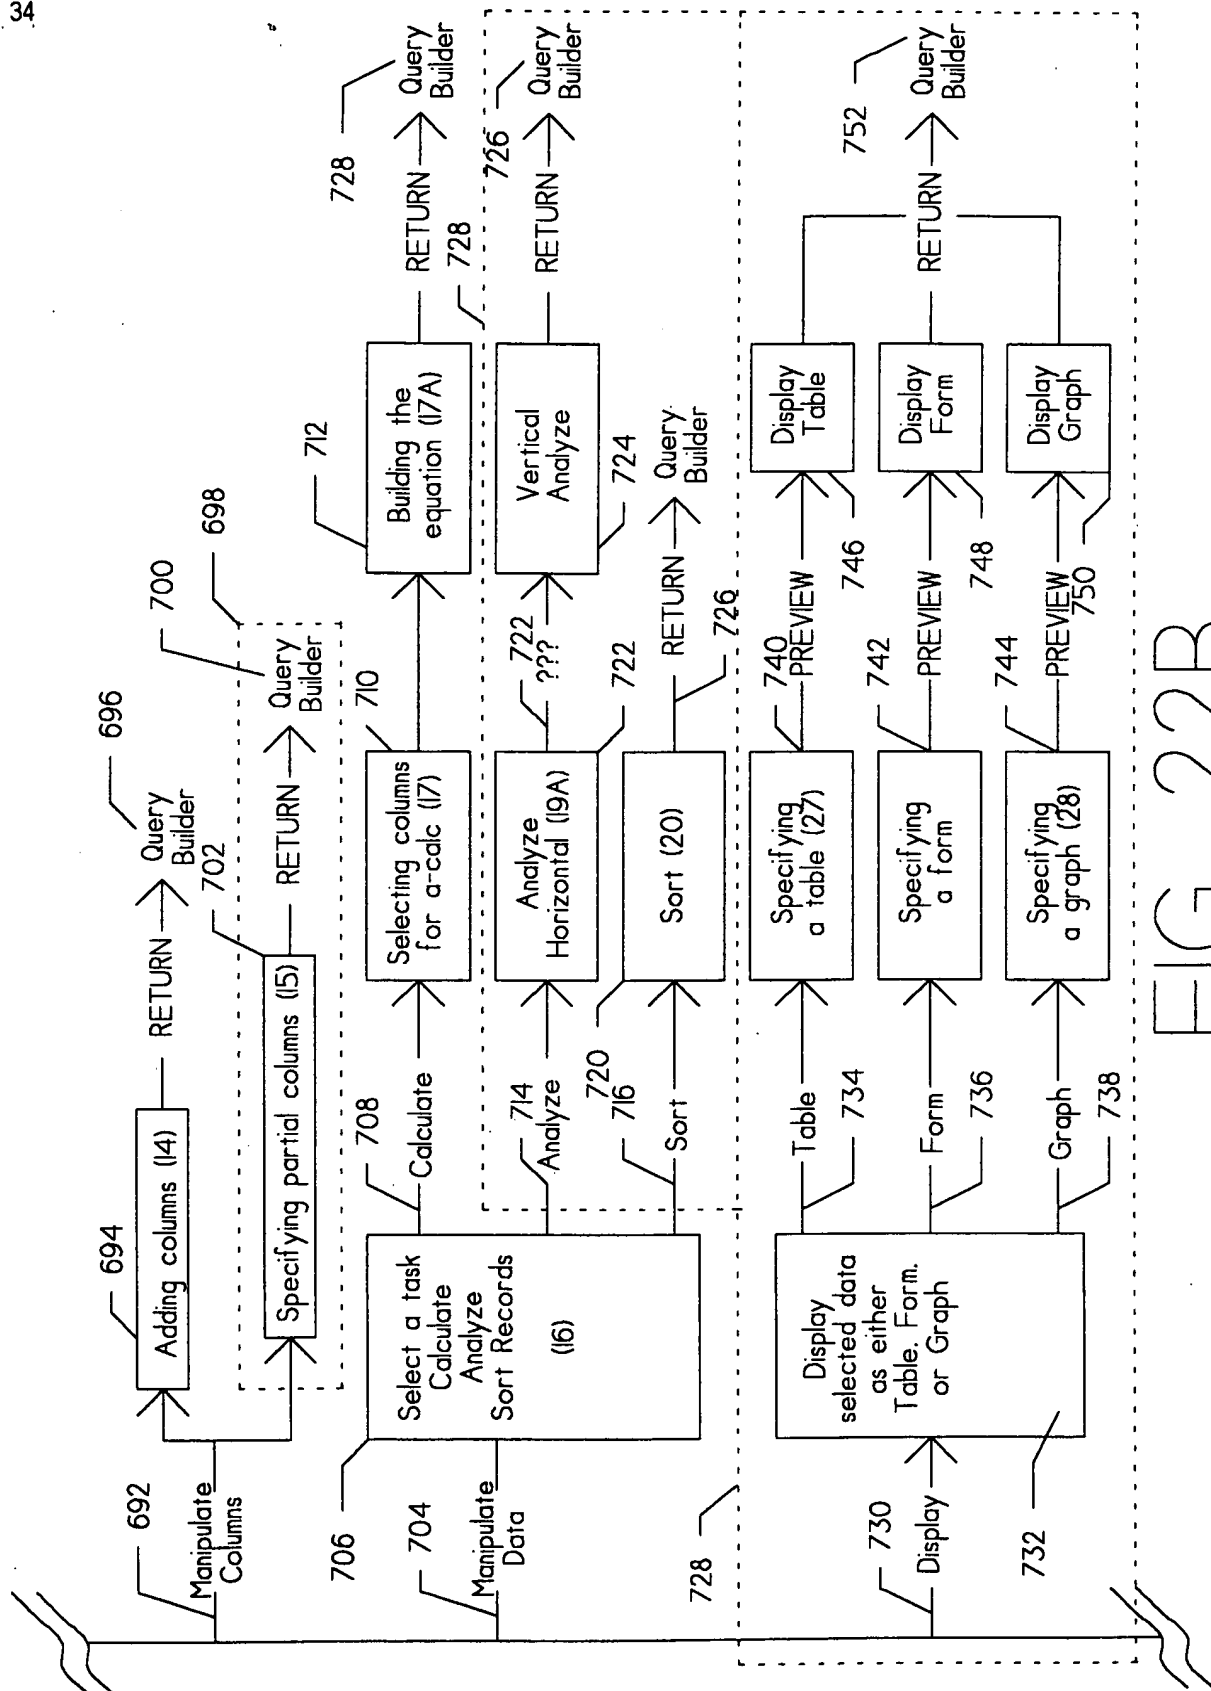 34
692
Manipulate
Columns
694
Adding columns (14)
RETURN
Query
Builder
696
702
Specifying partial columns (15)
RETURN
Query
Builder
700
698
704
Manipulate
Data
706
Select a task
Calculate
Analyze
Sort Records
(16)
708
Calculate
710
Selecting columns
for a-calc (17)
712
Building the
equation (17A)
RETURN
Query
Builder
728
728
714
Analyze
Analyze
Horizontal (19A)
722
722
???
Vertical
Analyze
724
RETURN
Query
Builder
726
716
Sort
720
Sort (20)
726
RETURN
Query
Builder
728
730
Display
732
Display
selected data
as either
Table. Form.
or Graph
734
Table
Specifying
a table (27)
740
PREVIEW
746
Display
Table
736
Form
Specifying
a form
742
PREVIEW
748
Display
Form
738
Graph
Specifying
a graph (28)
744
PREVIEW
750
Display
Graph
RETURN
Query
Builder
752
FIG 22B